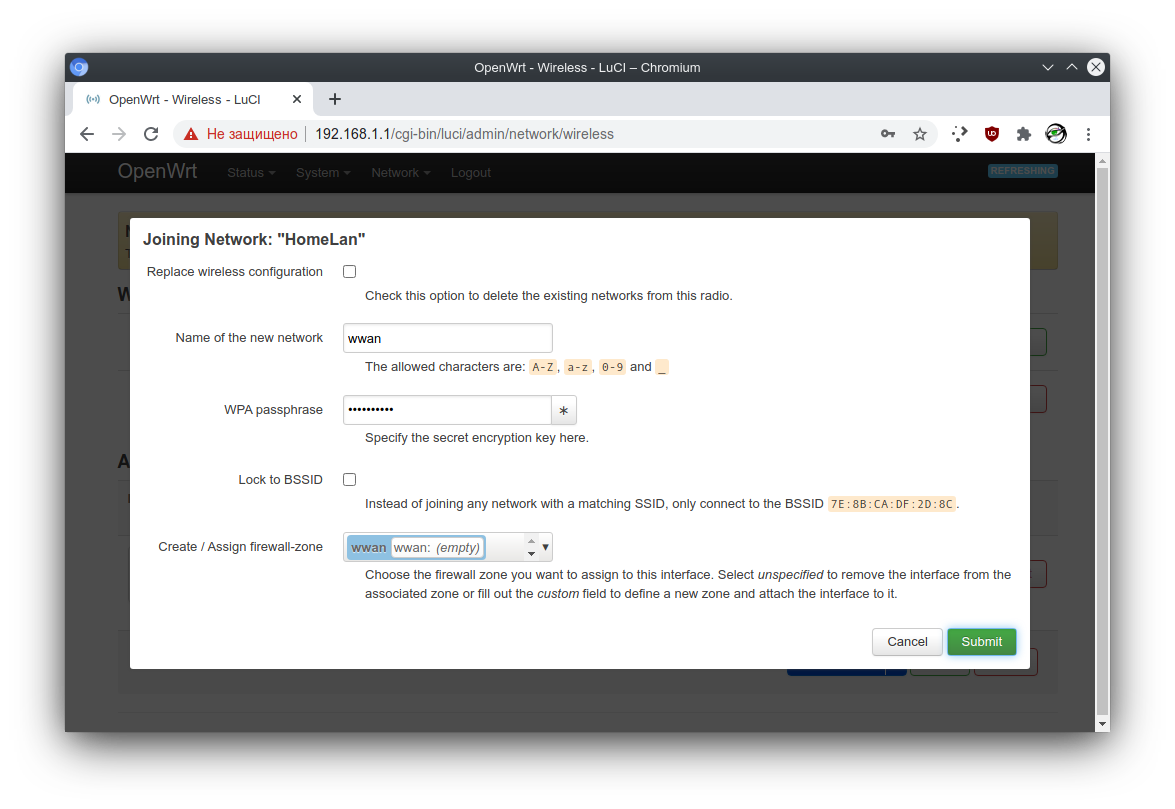 OpenWrt - Wireless - LuCI – Chromium
OpenWrt - Wireless - LuCI
Не защищено 192.168.1.1/cgi-bin/luci/admin/network/wireless
OpenWrt Status System Network Logout REFRESHING
Joining Network: "HomeLan"
Replace wireless configuration
Check this option to delete the existing networks from this radio.
Name of the new network wwan
The allowed characters are: A-Z, a-z, 0-9 and _
WPA passphrase •••••••••• *
Specify the secret encryption key here.
Lock to BSSID
Instead of joining any network with a matching SSID, only connect to the BSSID 7E:8B:CA:DF:2D:8C.
Create / Assign firewall-zone wwan wwan: (empty)
Choose the firewall zone you want to assign to this interface. Select unspecified to remove the interface from the
associated zone or fill out the custom field to define a new zone and attach the interface to it.
Cancel Submit